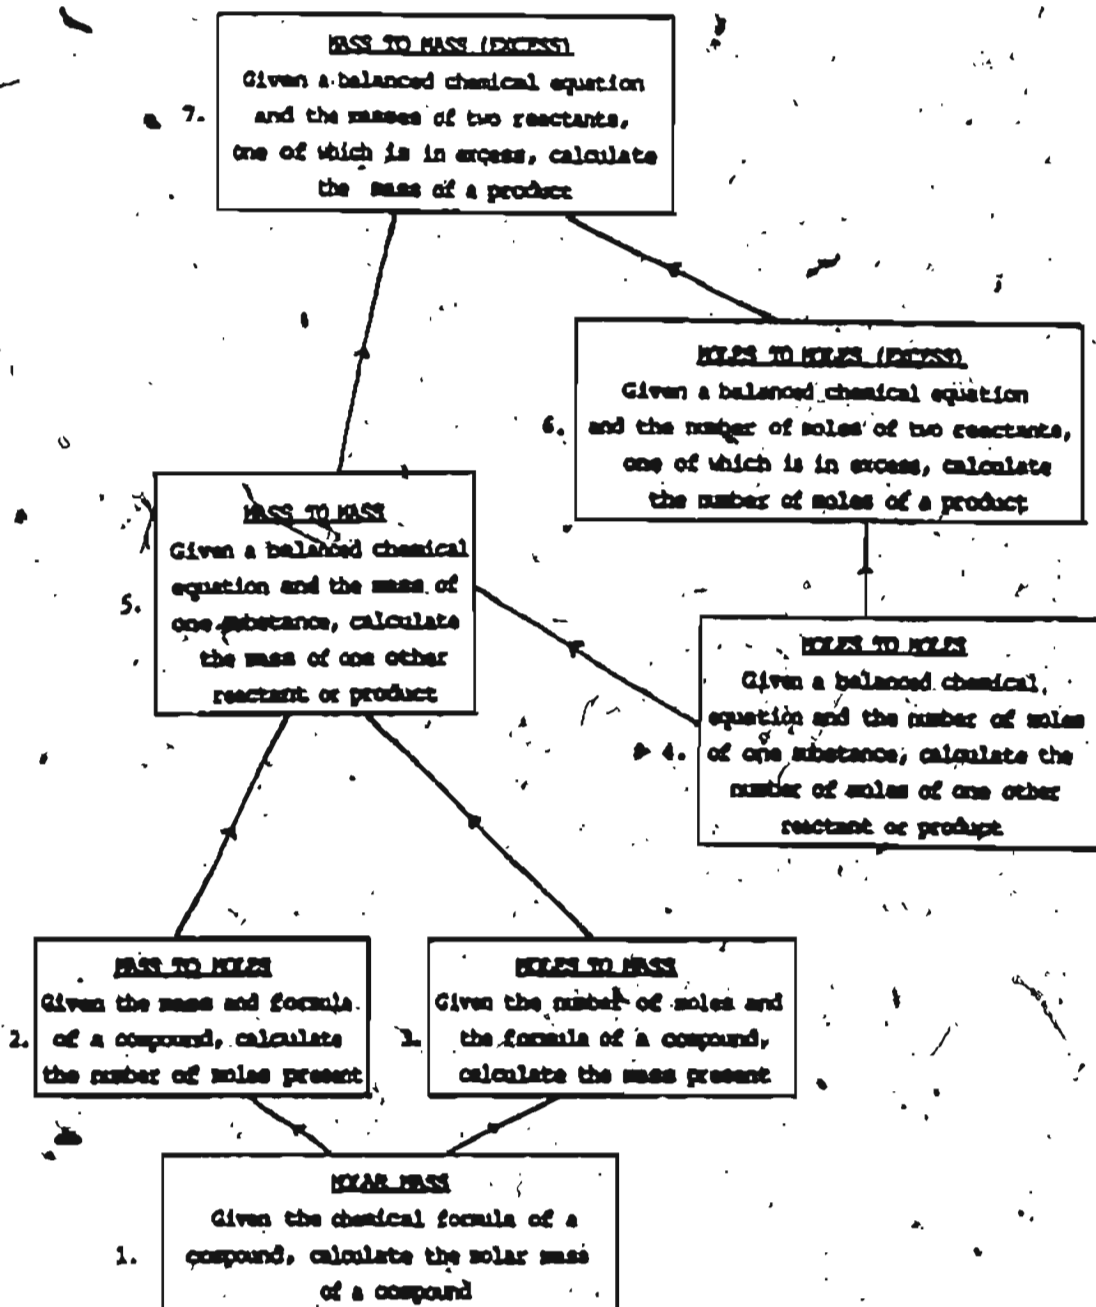 MASS TO MASS (EXCESS)
Given a balanced chemical equation
7. and the masses of two reactants,
one of which is in excess, calculate
the mass of a product
MOLES TO MOLES (EXCESS)
Given a balanced chemical equation
6. and the number of moles of two reactants,
one of which is in excess, calculate
the number of moles of a product
MASS TO MASS
Given a balanced chemical
equation and the mass of
5. one substance, calculate
the mass of one other
reactant or product
MOLES TO MOLES
Given a balanced chemical
equation and the number of moles
4. of one substance, calculate the
number of moles of one other
reactant or product
MASS TO MOLES
Given the mass and formula
2. of a compound, calculate
the number of moles present
MOLES TO MASS
Given the number of moles and
3. the formula of a compound,
calculate the mass present
MOLAR MASS
Given the chemical formula of a
1. compound, calculate the molar mass
of a compound